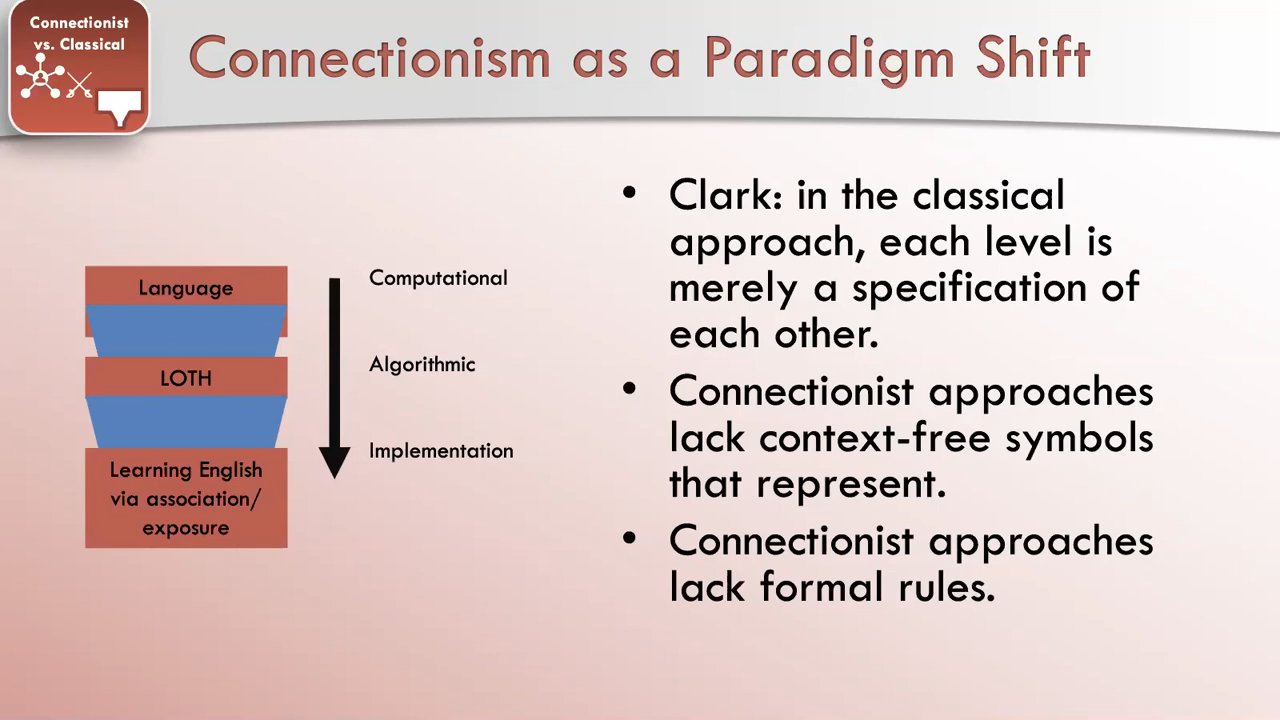 Connectionist
vs. Classical
Connectionism as a Paradigm Shift
Language
LOTH
Learning English
via association/
exposure
Computational
Algorithmic
Implementation
• Clark: in the classical
approach, each level is
merely a specification of
each other.
• Connectionist approaches
lack context-free symbols
that represent.
• Connectionist approaches
lack formal rules.